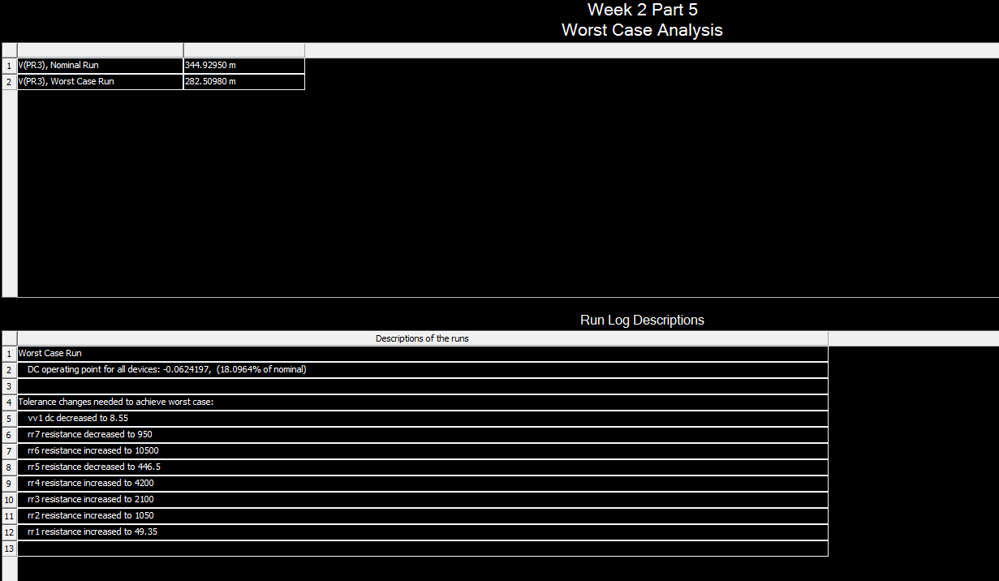 Week 2 Part 5
Worst Case Analysis
1 V(PR3), Nominal Run 344.92950 m
2 V(PR3), Worst Case Run 282.50980 m
Run Log Descriptions
Descriptions of the runs
1 Worst Case Run
2 DC operating point for all devices: -0.0624197, (18.0964% of nominal)
3
4 Tolerance changes needed to achieve worst case:
5 vv1 dc decreased to 8.55
6 rr7 resistance decreased to 950
7 rr6 resistance increased to 10500
8 rr5 resistance decreased to 446.5
9 rr4 resistance increased to 4200
10 rr3 resistance increased to 2100
11 rr2 resistance increased to 1050
12 rr1 resistance increased to 49.35
13